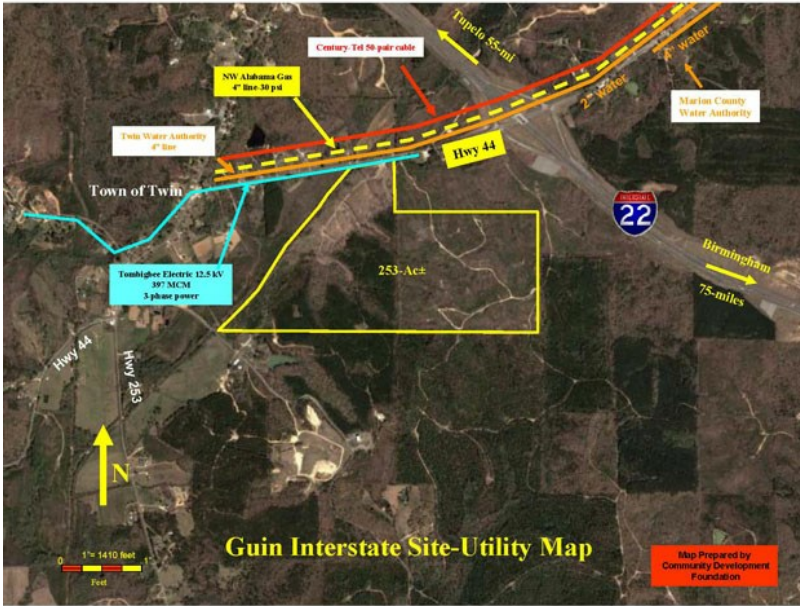 Tupelo 55-mi
Century-Tel 50-pair cable
NW Alabama Gas
4" line-30 psi
2" water
4" water
Marion County
Water Authority
Twin Water Authority
4" line
Hwy 44
Town of Twin
INTERSTATE
22
Birmingham
75-miles
253-Ac±
Tombigbee Electric 12.5 kV
397 MCM
3-phase power
Hwy 44
Hwy 253
N
1"= 1410 feet
0
1"
Feet
Guin Interstate Site-Utility Map
Map Prepared by
Community Development
Foundation